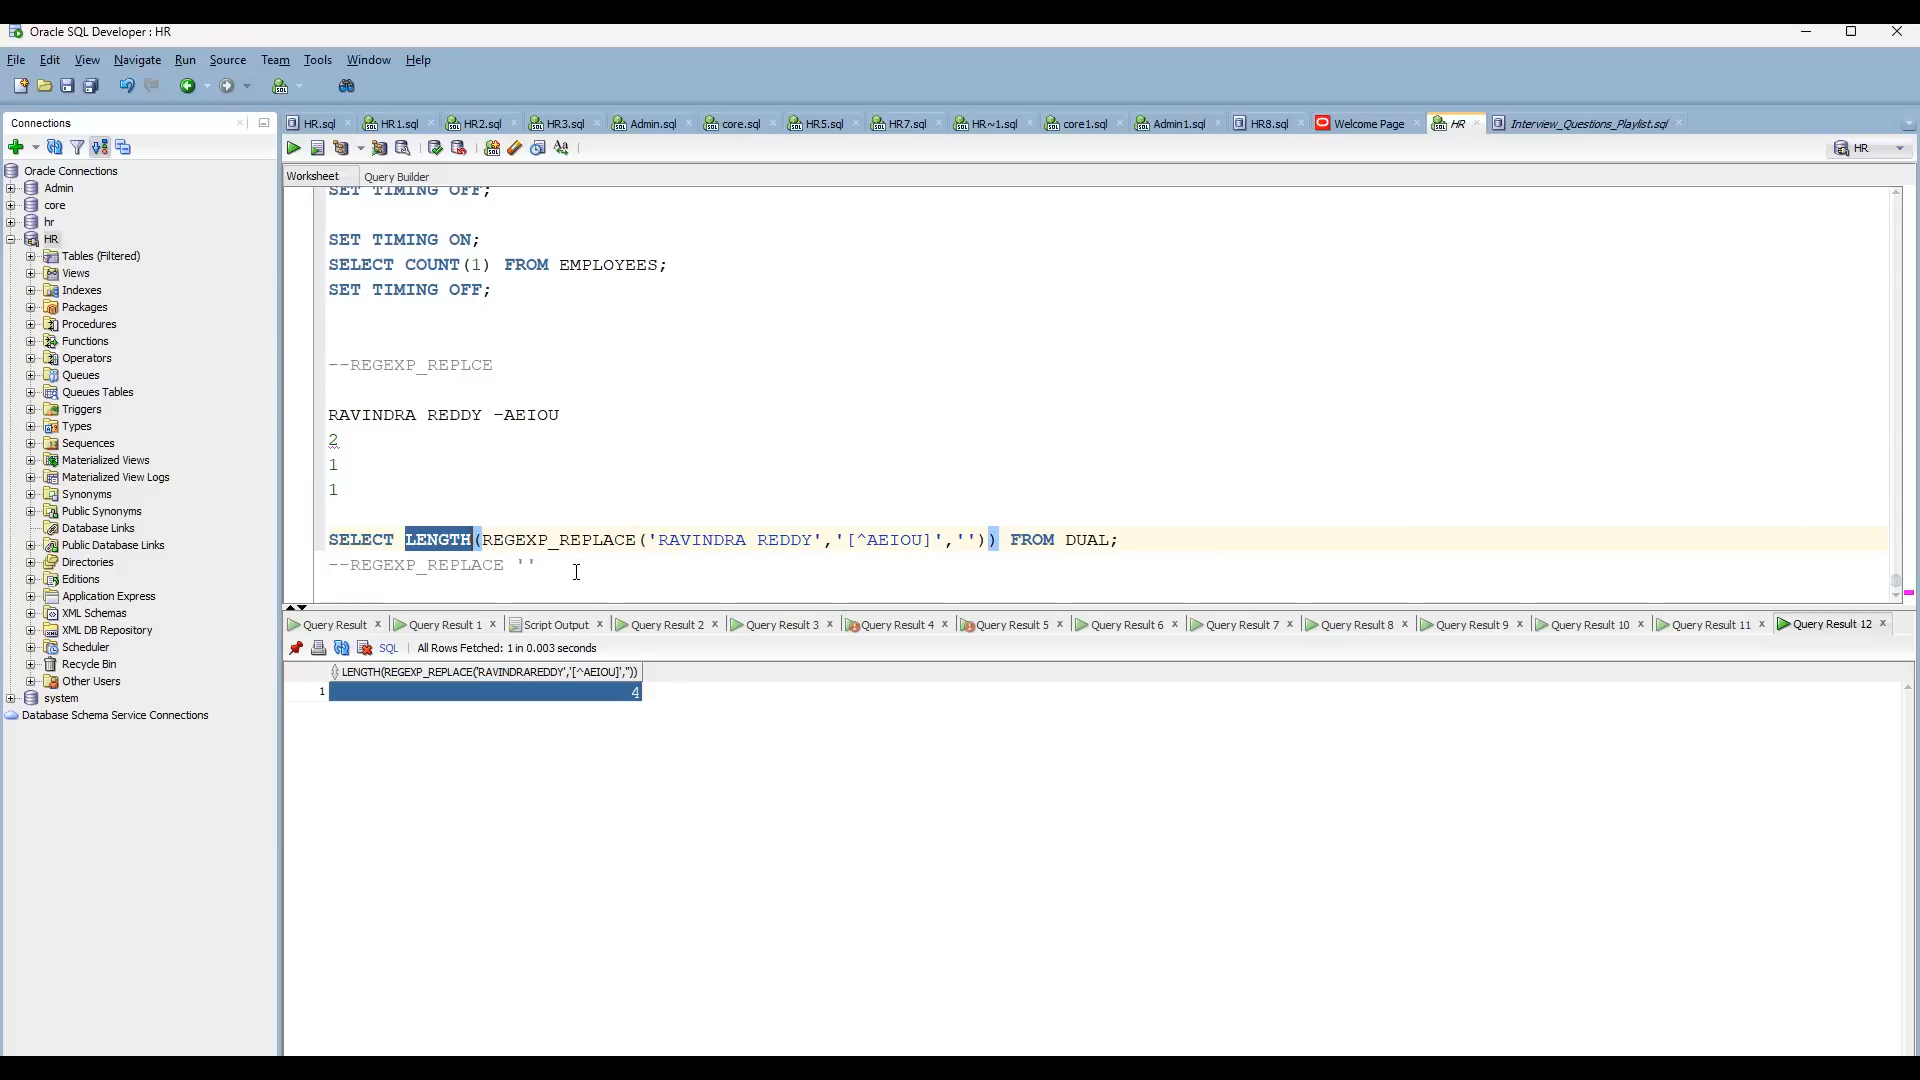 Oracle SQL Developer : HR
File Edit View Navigate Run Source Team Tools Window Help
Connections
Oracle Connections
Admin
core
hr
HR
Tables (Filtered)
Views
Indexes
Packages
Procedures
Functions
Operators
Queues
Queues Tables
Triggers
Types
Sequences
Materialized Views
Materialized View Logs
Synonyms
Public Synonyms
Database Links
Public Database Links
Directories
Editions
Application Express
XML Schemas
XML DB Repository
Scheduler
Recycle Bin
Other Users
system
Database Schema Service Connections
HR.sql HR1.sql HR2.sql HR3.sql Admin.sql core.sql HR5.sql HR7.sql HR~1.sql core1.sql Admin1.sql HR8.sql Welcome Page HR Interview_Questions_Playlist.sql
HR
Worksheet Query Builder
SET TIMING OFF;
SET TIMING ON;
SELECT COUNT(1) FROM EMPLOYEES;
SET TIMING OFF;
--REGEXP_REPLCE
RAVINDRA REDDY -AEIOU
2
1
1
SELECT LENGTH(REGEXP_REPLACE('RAVINDRA REDDY','[^AEIOU]','')) FROM DUAL;
--REGEXP_REPLACE ''
Query Result Query Result 1 Script Output Query Result 2 Query Result 3 Query Result 4 Query Result 5 Query Result 6 Query Result 7 Query Result 8 Query Result 9 Query Result 10 Query Result 11 Query Result 12
SQL All Rows Fetched: 1 in 0.003 seconds
LENGTH(REGEXP_REPLACE('RAVINDRAREDDY','[^AEIOU]',''))
1 4